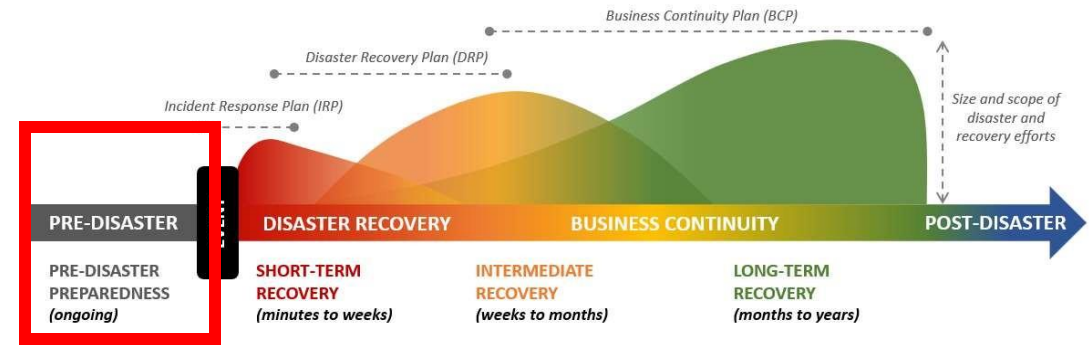 Business Continuity Plan (BCP)
Disaster Recovery Plan (DRP)
Incident Response Plan (IRP)
Size and scope of
disaster and
recovery efforts
PRE-DISASTER
EVENT
DISASTER RECOVERY
BUSINESS CONTINUITY
POST-DISASTER
PRE-DISASTER
PREPAREDNESS
(ongoing)
SHORT-TERM
RECOVERY
(minutes to weeks)
INTERMEDIATE
RECOVERY
(weeks to months)
LONG-TERM
RECOVERY
(months to years)